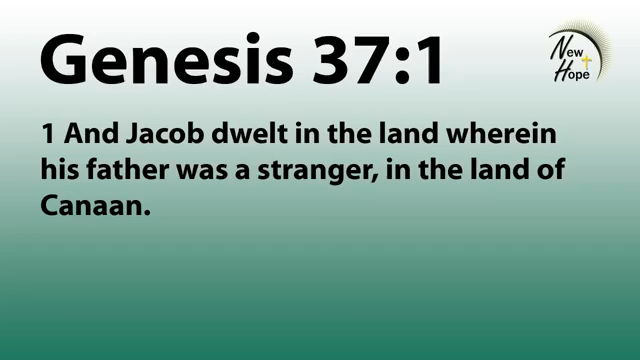 Genesis 37:1
New
Hope
1 And Jacob dwelt in the land wherein
his father was a stranger, in the land of
Canaan.